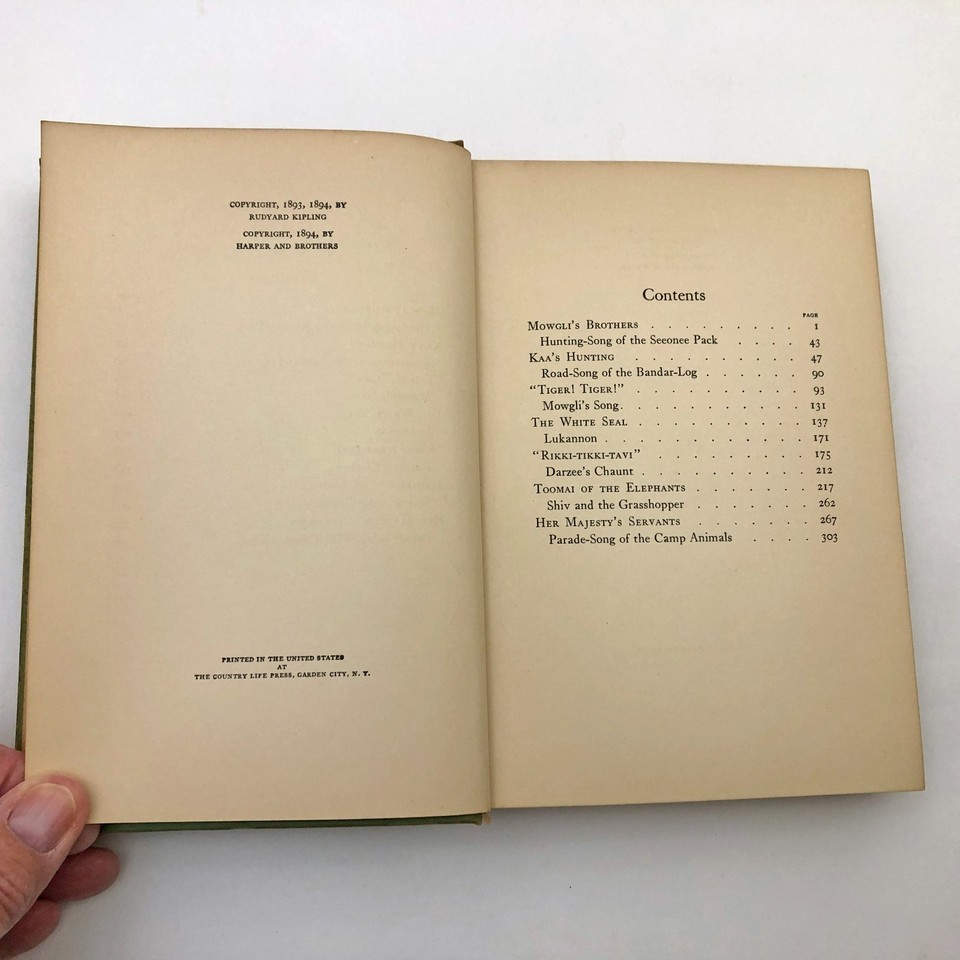 COPYRIGHT, 1893, 1894, BY
RUDYARD KIPLING
COPYRIGHT, 1894, BY
HARPER AND BROTHERS
PRINTED IN THE UNITED STATES
AT
THE COUNTRY LIFE PRESS, GARDEN CITY, N. Y.
Contents
PAGE
MOWGLI'S BROTHERS . . . . . . . . . 1
Hunting-Song of the Seeonee Pack . . . . 43
KAA'S HUNTING . . . . . . . . . . 47
Road-Song of the Bandar-Log . . . . . . 90
"TIGER! TIGER!" . . . . . . . . . . 93
Mowgli's Song . . . . . . . . . . . 131
THE WHITE SEAL . . . . . . . . . . 137
Lukannon . . . . . . . . . . . . 171
"RIKKI-TIKKI-TAVI" . . . . . . . . . 175
Darzee's Chaunt . . . . . . . . . . 212
TOOMAI OF THE ELEPHANTS . . . . . . . 217
Shiv and the Grasshopper . . . . . . . 262
HER MAJESTY'S SERVANTS . . . . . . . 267
Parade-Song of the Camp Animals . . . . 303